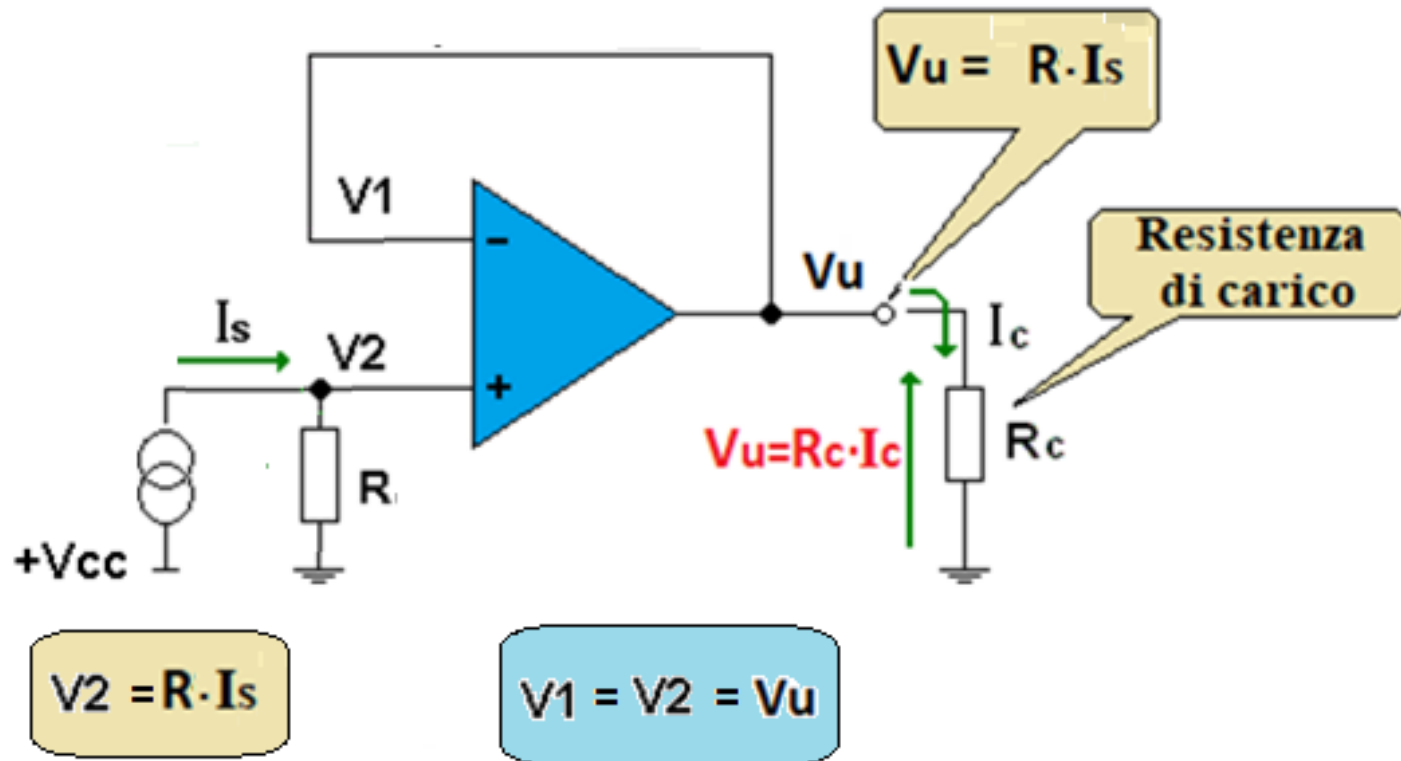 Vu = R·Is
Resistenza
di carico
V1
-
Vu
Is
V2
Ic
+
Vu=Rc·Ic
Rc
R
+Vcc
V2 = R·Is
V1 = V2 = Vu